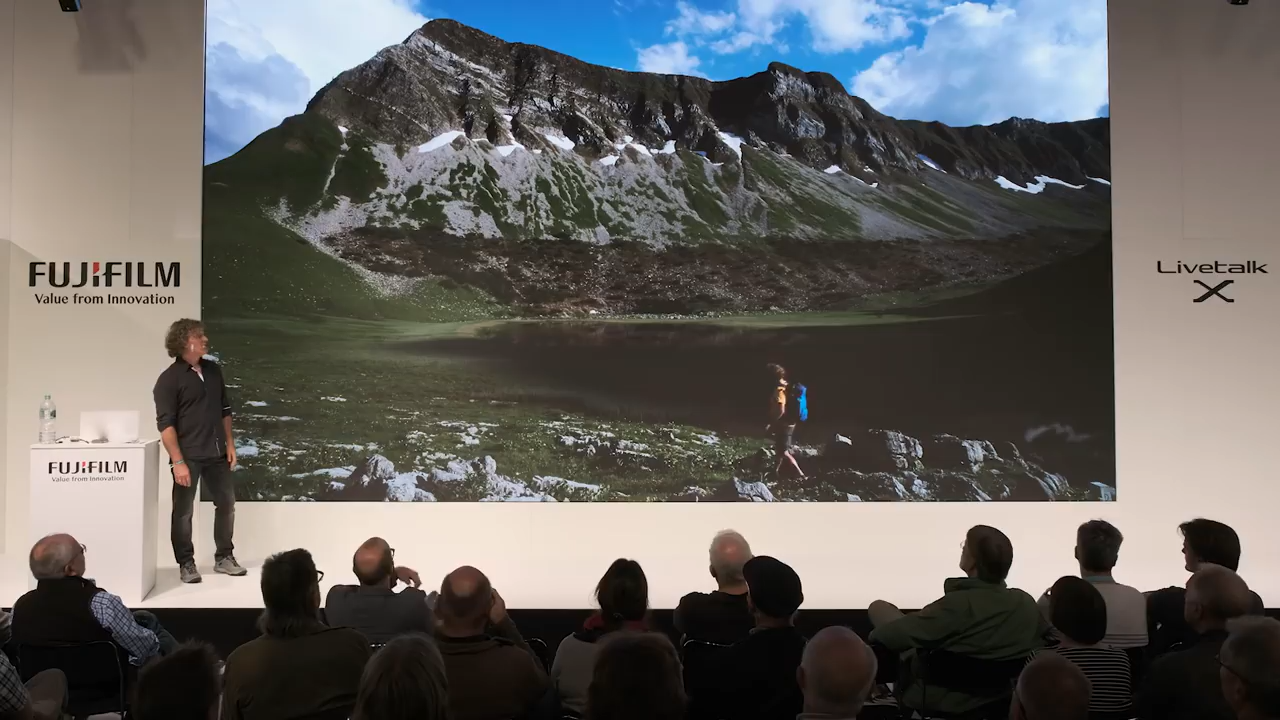 FUJIFILM
Value from Innovation
Livetalk
X
FUJIFILM
Value from Innovation